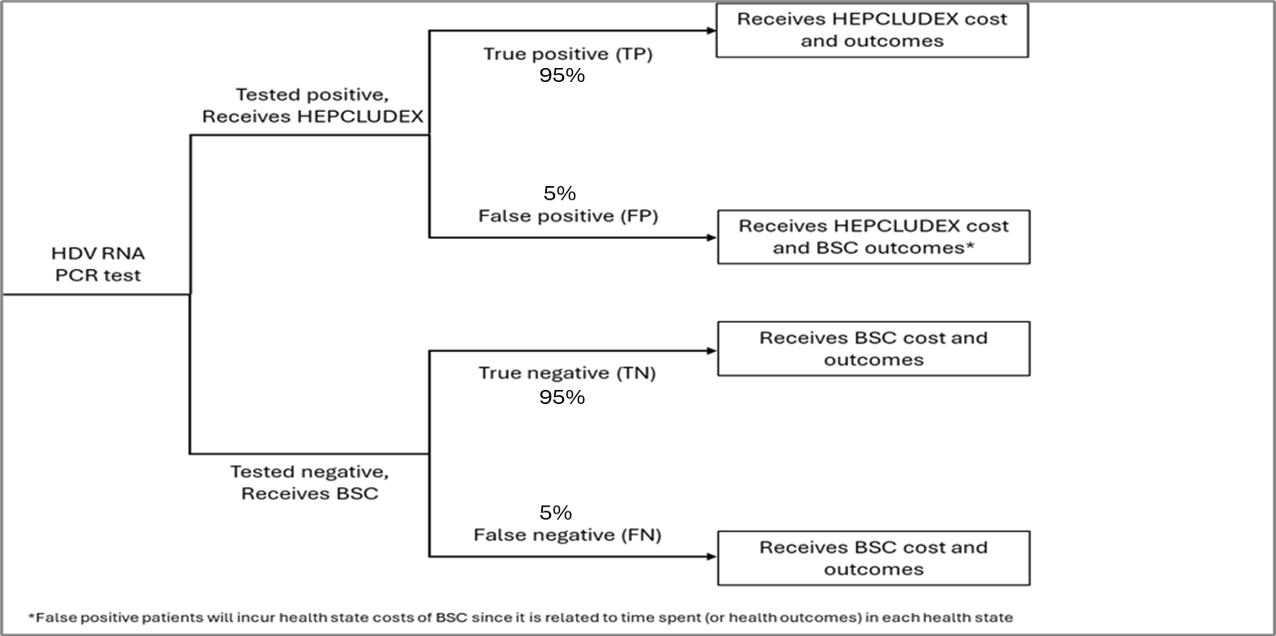 Receives HEPCLUDEX cost
and outcomes
True positive (TP)
95%
Tested positive,
Receives HEPCLUDEX
5%
False positive (FP)
Receives HEPCLUDEX cost
and BSC outcomes*
HDV RNA
PCR test
Receives BSC cost and
outcomes
True negative (TN)
95%
Tested negative,
Receives BSC
5%
False negative (FN)
Receives BSC cost and
outcomes
*False positive patients will incur health state costs of BSC since it is related to time spent (or health outcomes) in each health state